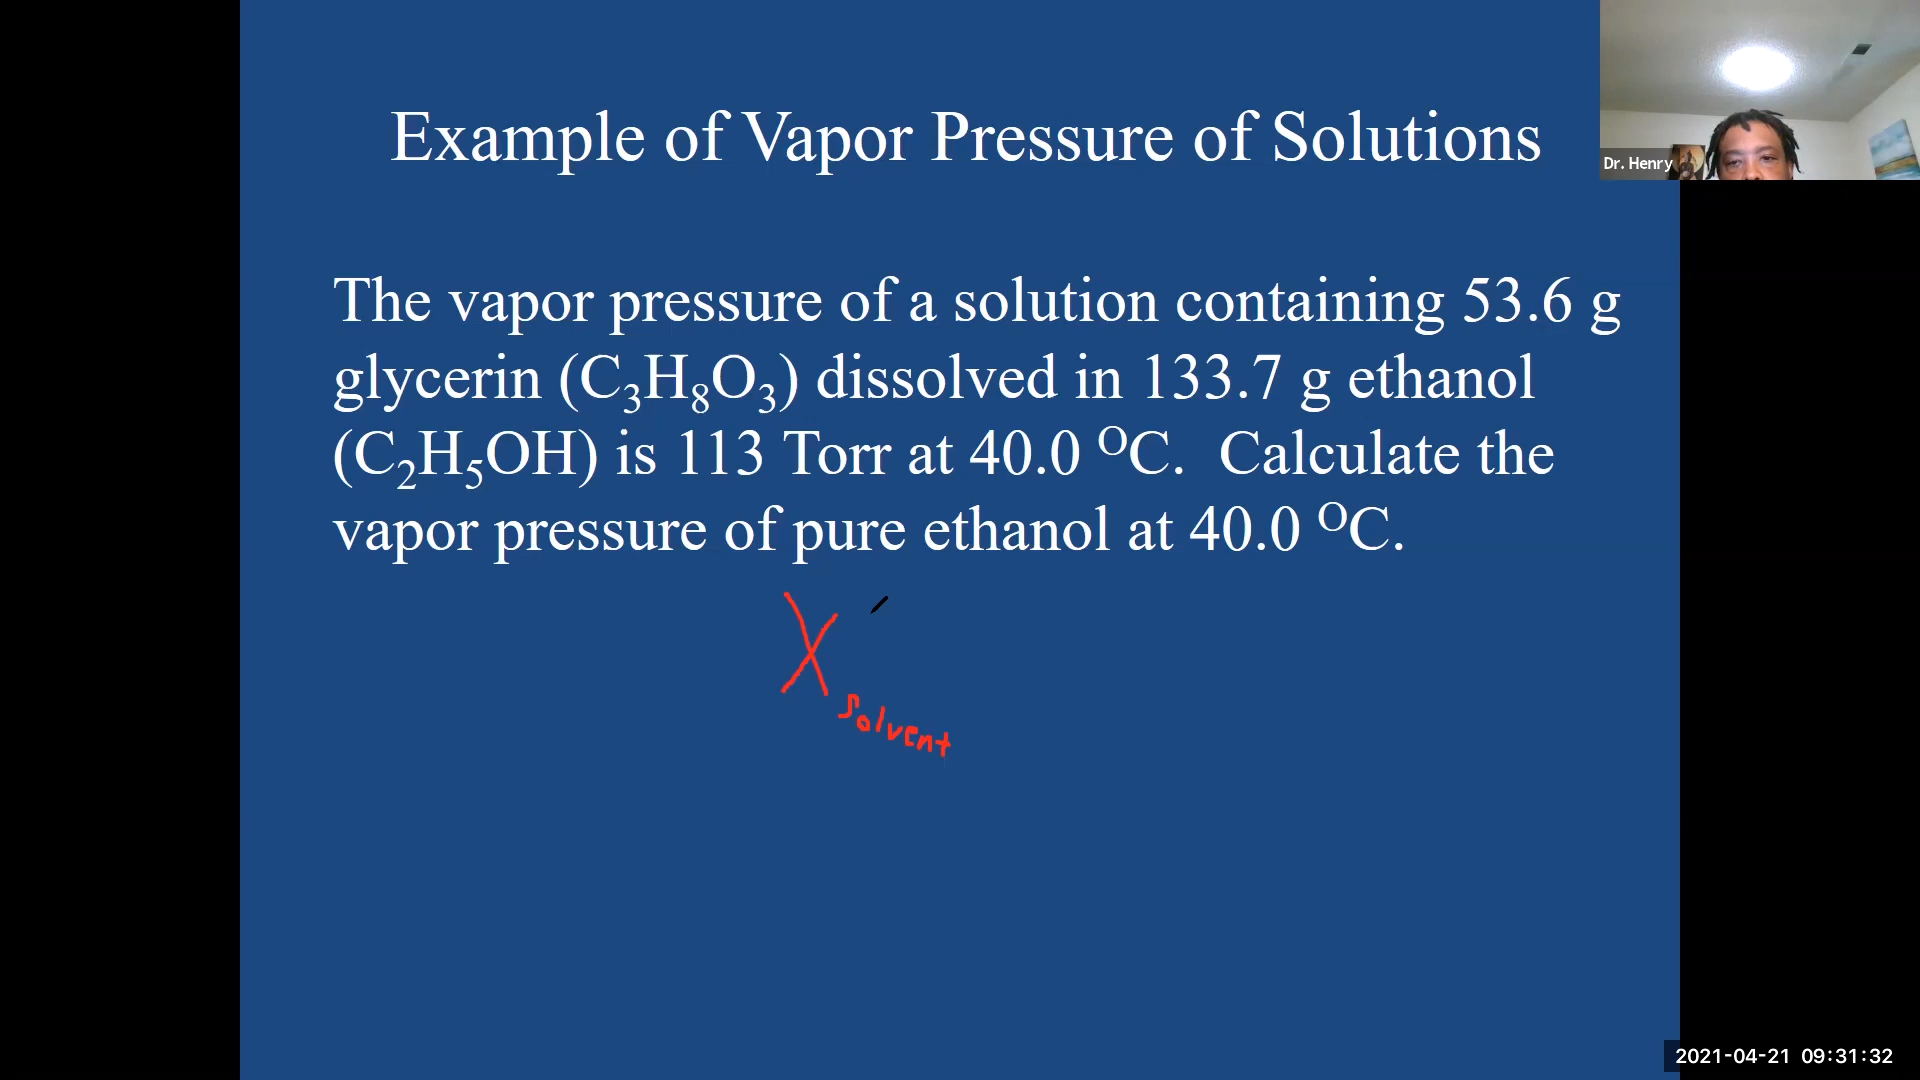 Example of Vapor Pressure of Solutions
Dr. Henry
The vapor pressure of a solution containing 53.6 g
glycerin (C₃H₈O₃) dissolved in 133.7 g ethanol
(C₂H₅OH) is 113 Torr at 40.0 ᴼC.  Calculate the
vapor pressure of pure ethanol at 40.0 ᴼC.
X solvent
2021-04-21 09:31:32